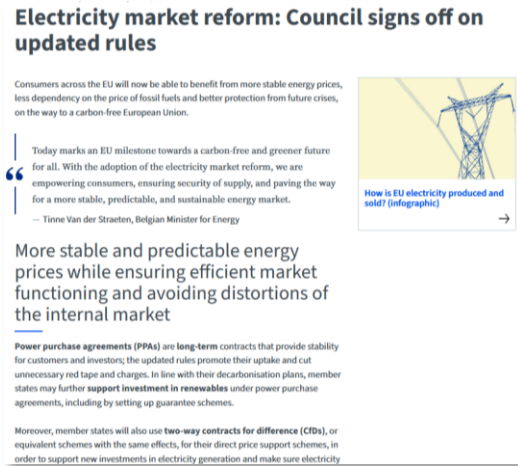 Electricity market reform: Council signs off on
updated rules
Consumers across the EU will now be able to benefit from more stable energy prices,
less dependency on the price of fossil fuels and better protection from future crises,
on the way to a carbon-free European Union.
“
Today marks an EU milestone towards a carbon-free and greener future
for all. With the adoption of the electricity market reform, we are
empowering consumers, ensuring security of supply, and paving the way
for a more stable, predictable, and sustainable energy market.
— Tinne Van der Straeten, Belgian Minister for Energy
How is EU electricity produced and
sold? (infographic)
→
More stable and predictable energy
prices while ensuring efficient market
functioning and avoiding distortions of
the internal market
Power purchase agreements (PPAs) are long-term contracts that provide stability
for customers and investors; the updated rules promote their uptake and cut
unnecessary red tape and charges. In line with their decarbonisation plans, member
states may further support investment in renewables under power purchase
agreements, including by setting up guarantee schemes.
Moreover, member states will also use two-way contracts for difference (CfDs), or
equivalent schemes with the same effects, for their direct price support schemes, in
order to support new investments in electricity generation and make sure electricity